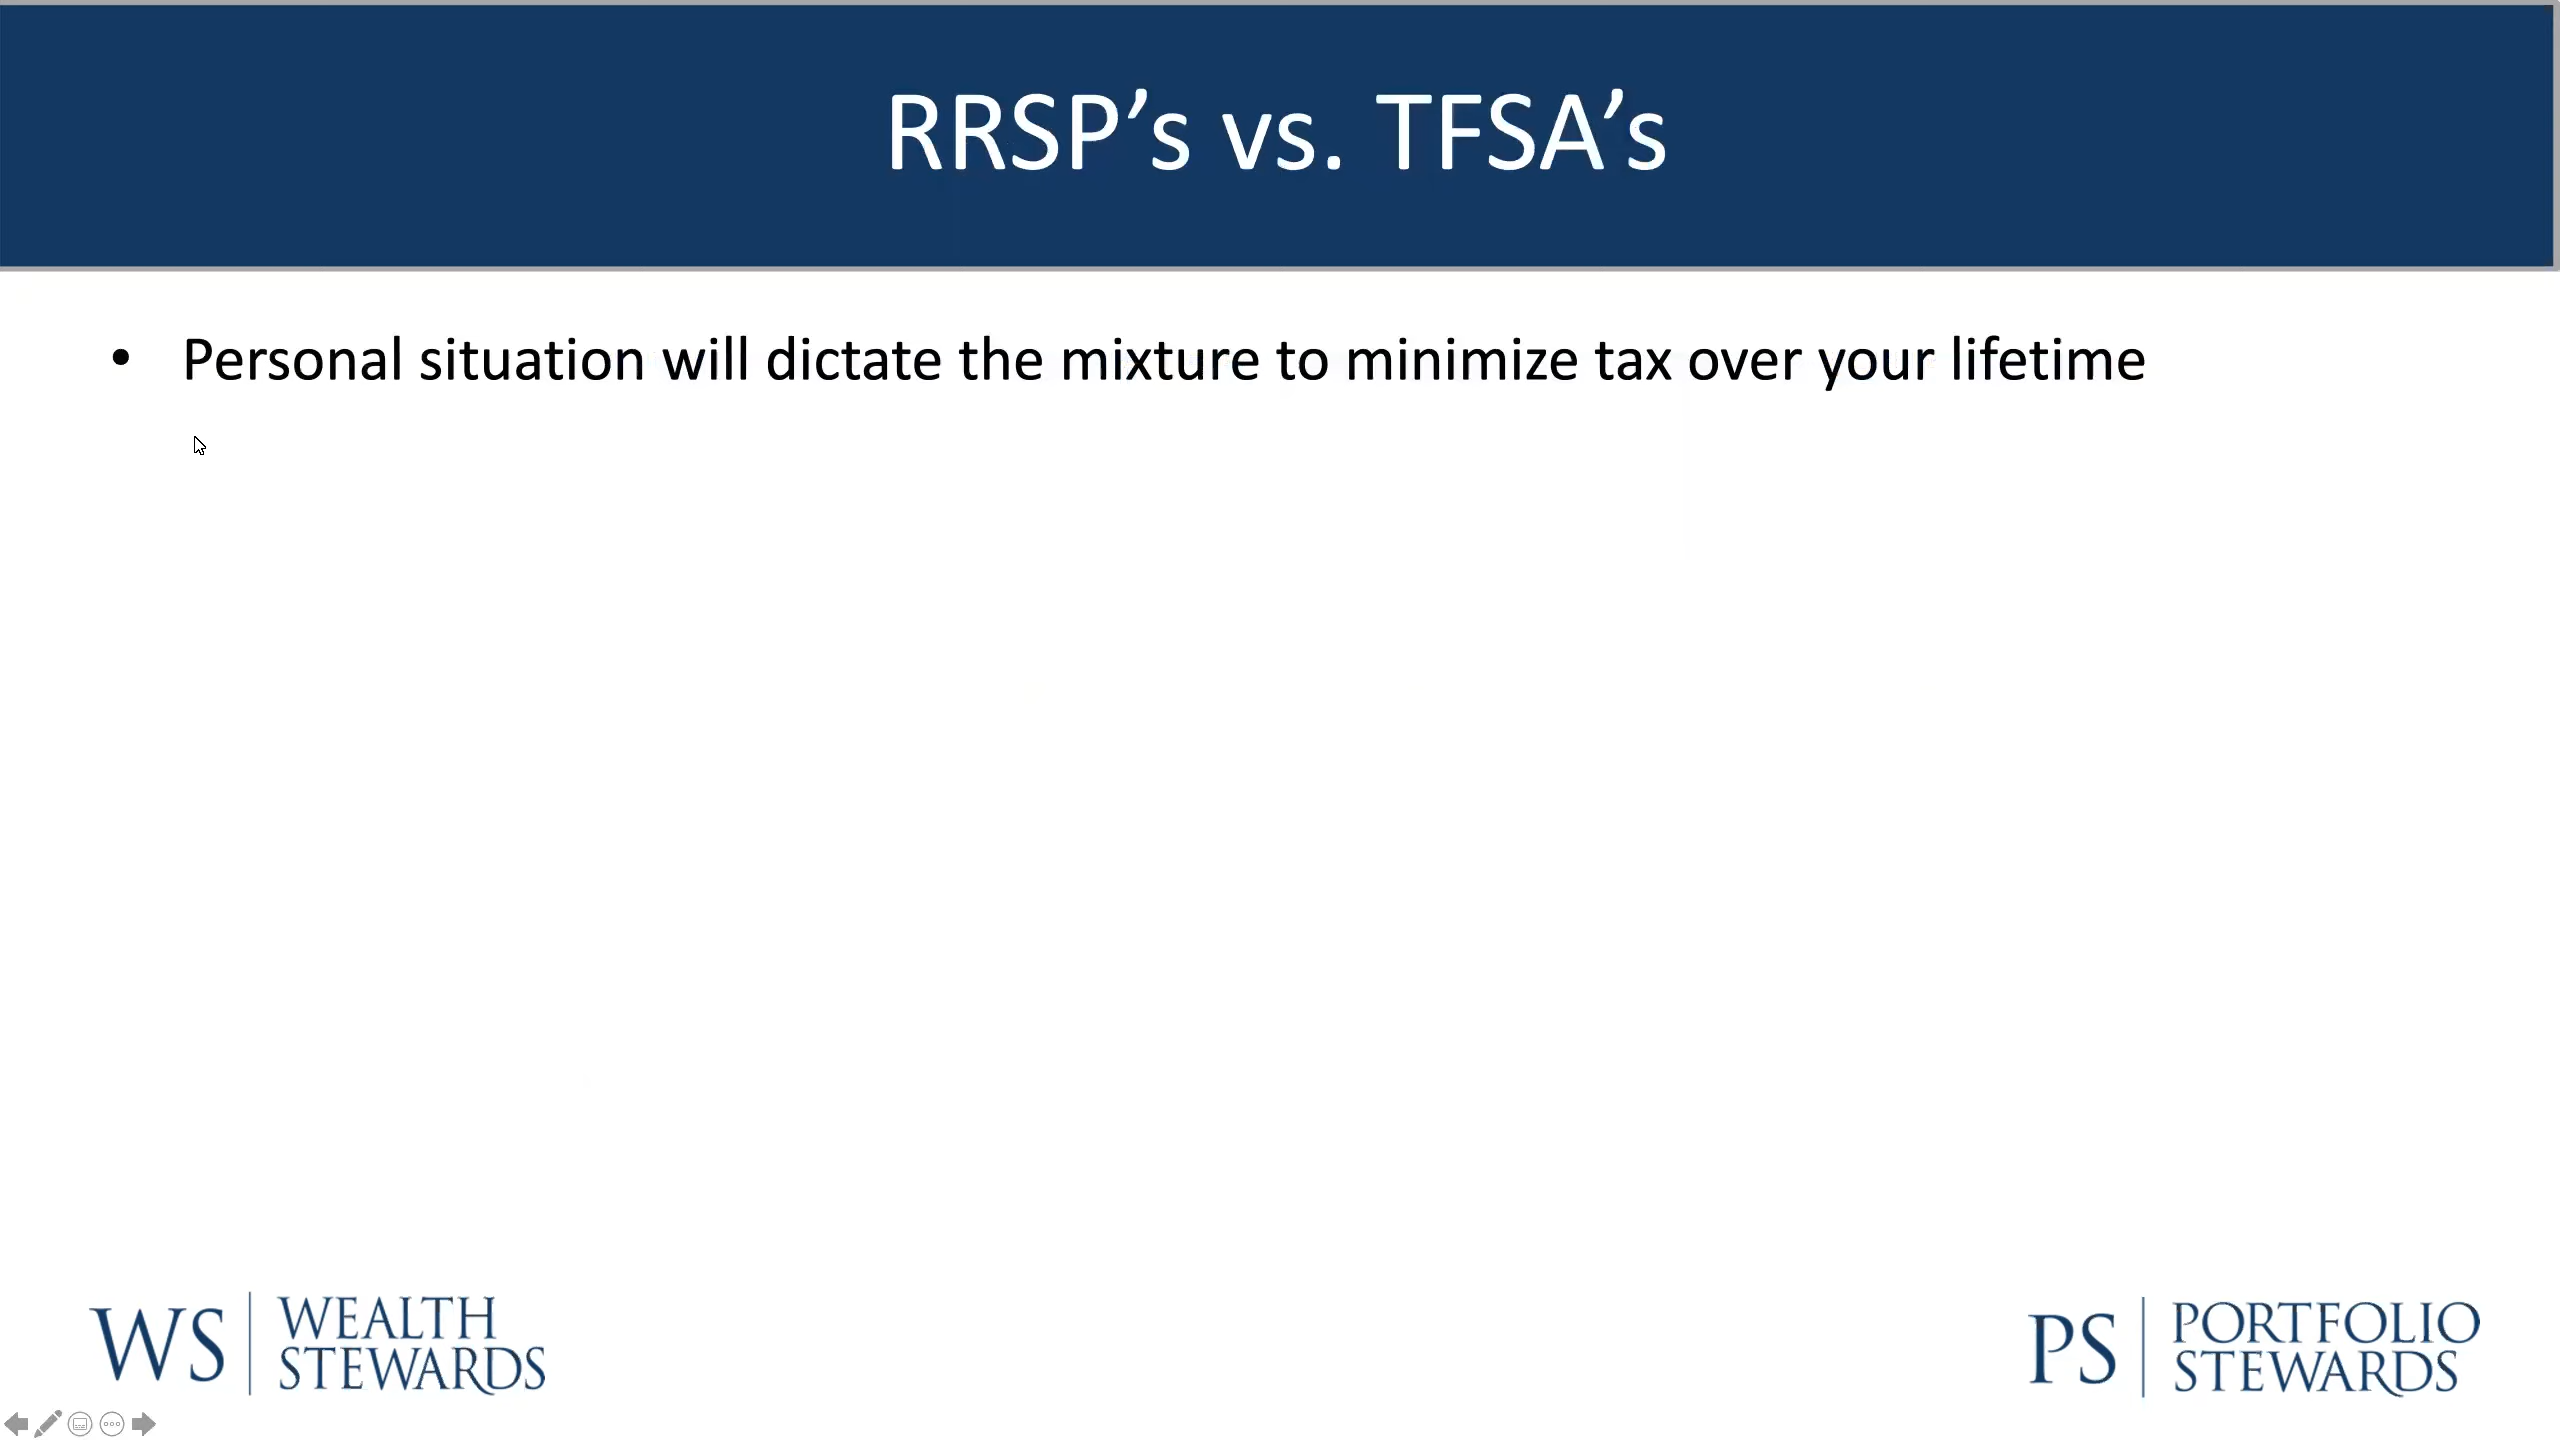 RRSP’s vs. TFSA’s
• Personal situation will dictate the mixture to minimize tax over your lifetime
WS WEALTH STEWARDS
PS PORTFOLIO STEWARDS